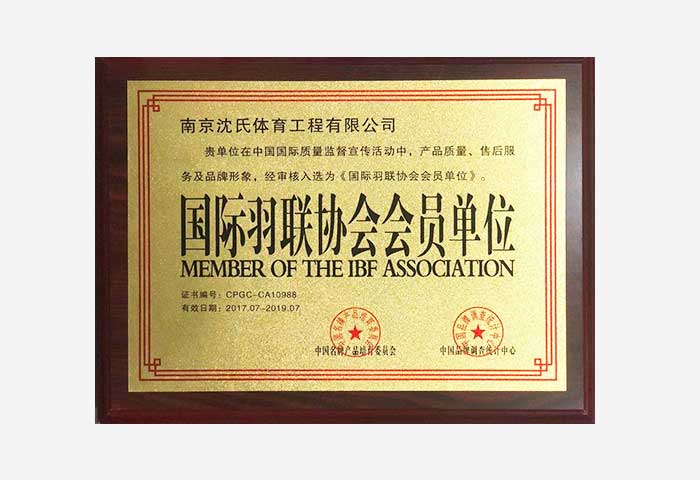 南京沈氏体育工程有限公司
贵单位在中国国际质量监督宣传活动中，产品质量、售后服
务及品牌形象，经审核入选为《国际羽联协会会员单位》。
国际羽联协会会员单位
MEMBER OF THE IBF ASSOCIATION
证书编号：CPGC-CA10988
有效日期：2017.07-2019.07
中国名牌产品培育委员会
中国品牌调查统计中心